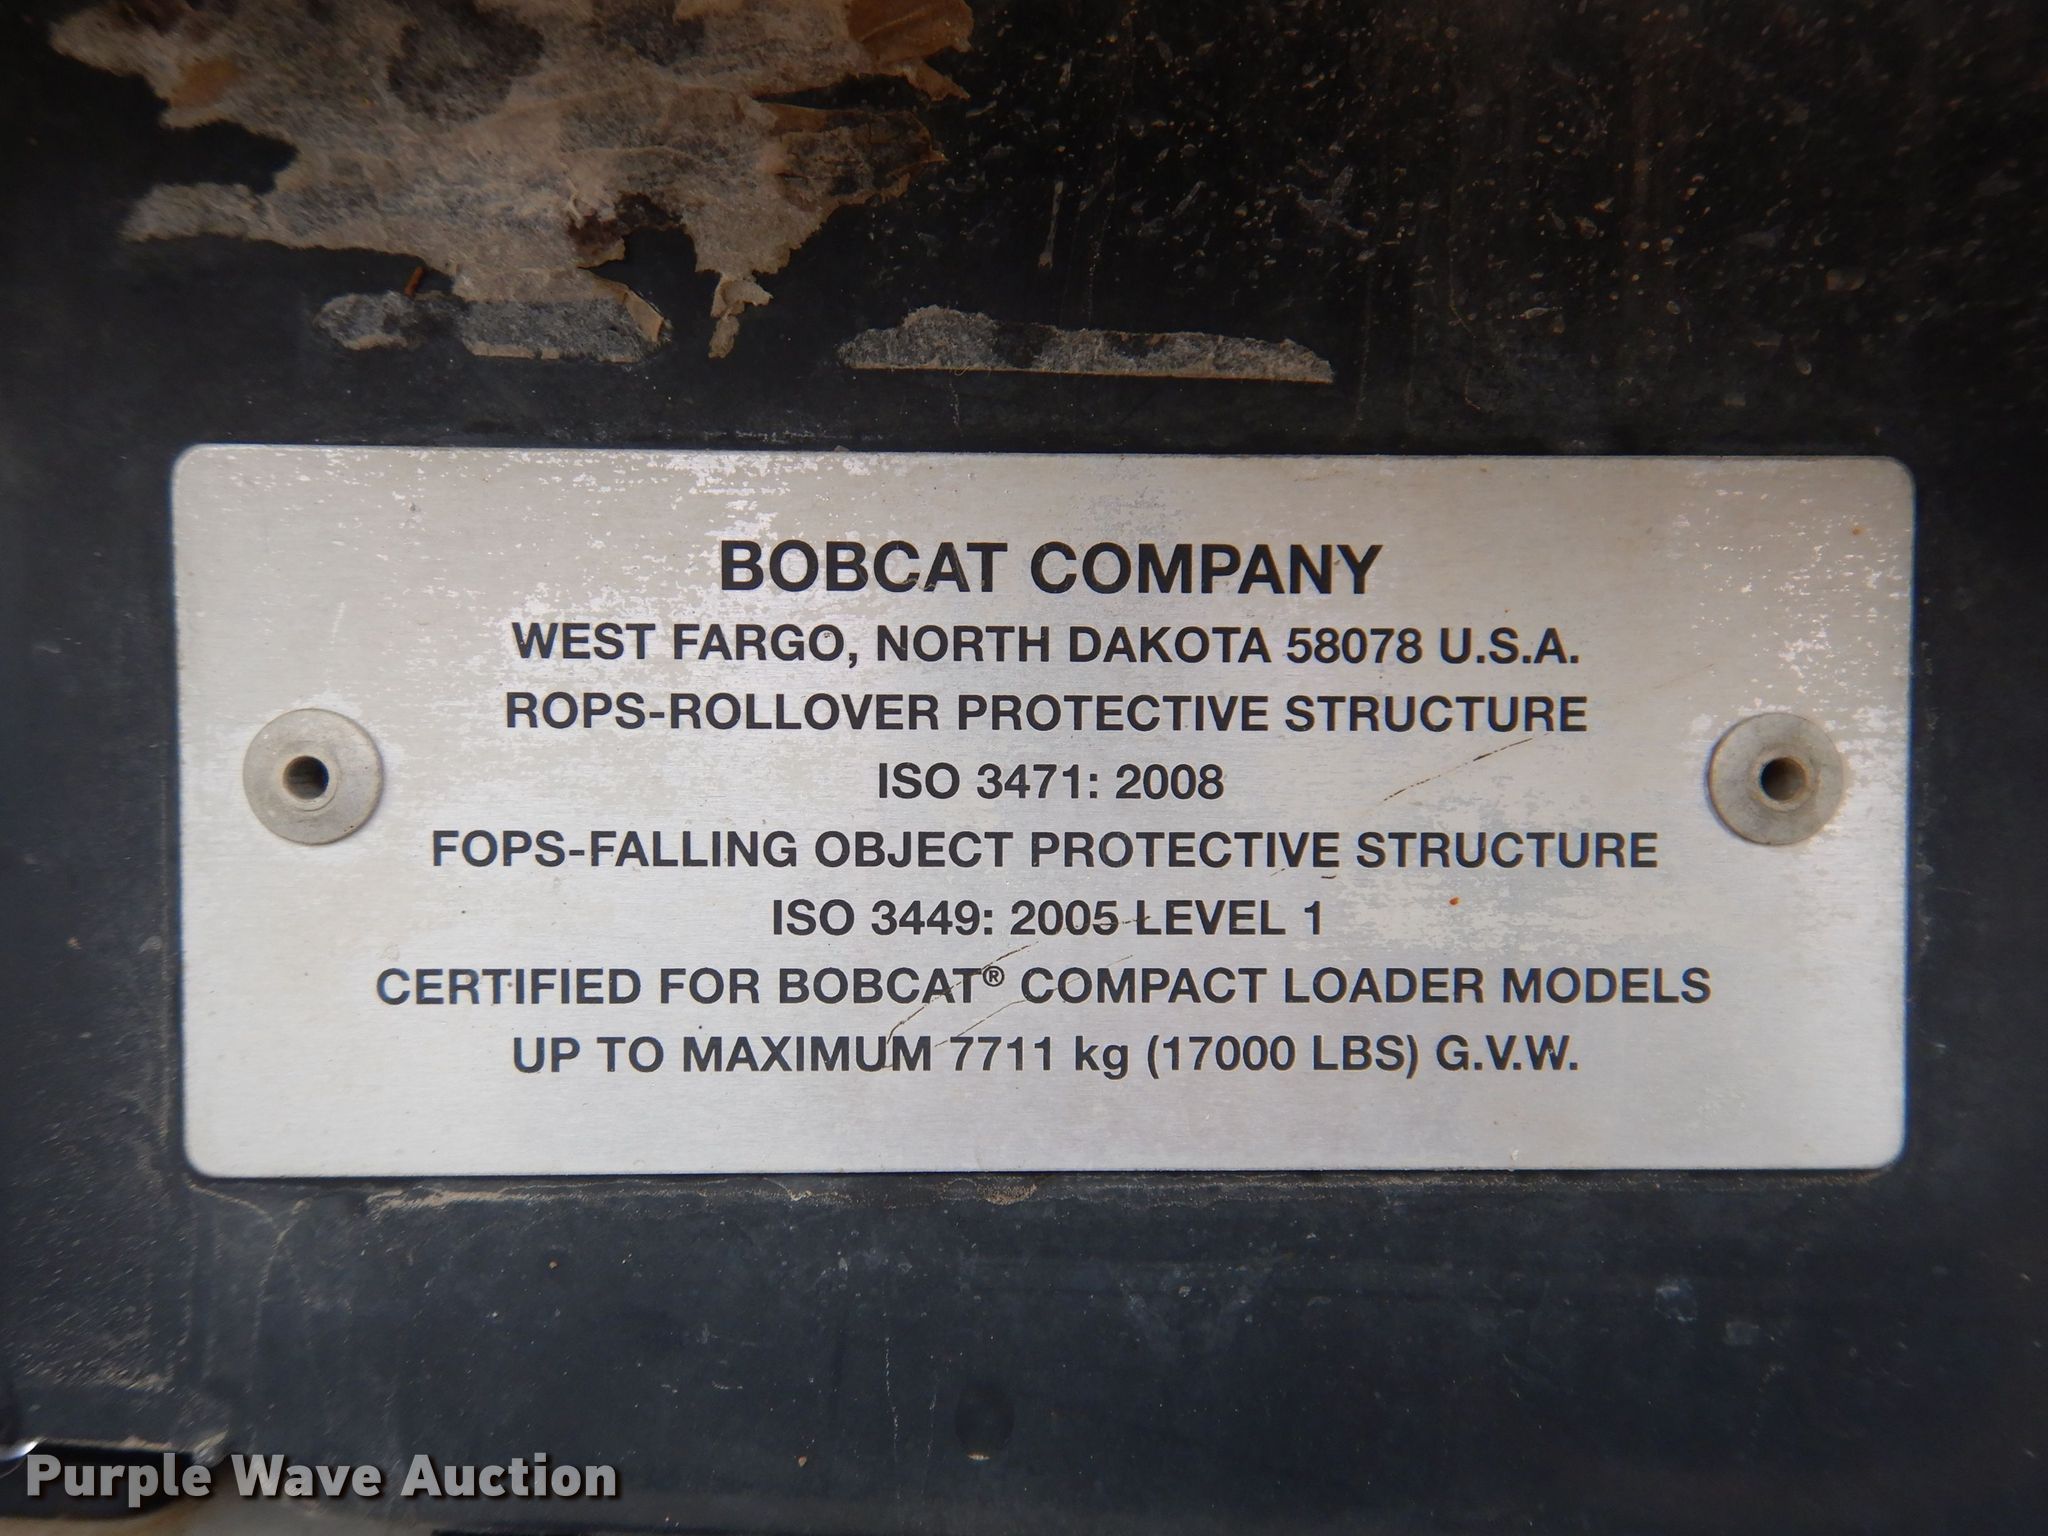 BOBCAT COMPANY
WEST FARGO, NORTH DAKOTA 58078 U.S.A.
ROPS-ROLLOVER PROTECTIVE STRUCTURE
ISO 3471: 2008
FOPS-FALLING OBJECT PROTECTIVE STRUCTURE
ISO 3449: 2005 LEVEL 1
CERTIFIED FOR BOBCAT® COMPACT LOADER MODELS
UP TO MAXIMUM 7711 kg (17000 LBS) G.V.W.
Purple Wave Auction